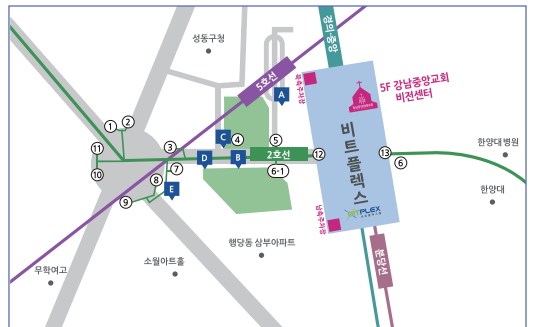 경의·중앙
성동구청
5호선
북측주차장
5F 강남중앙교회
비전센터
A
1
2
3
C
4
5
11
D
B
2호선
12
13
6
한양대병원
10
7
6-1
비트플렉스
8
E
9
한양대
남측주차장
BITPLEX
행당동 삼부아파트
분당선
소월아트홀
무학여고